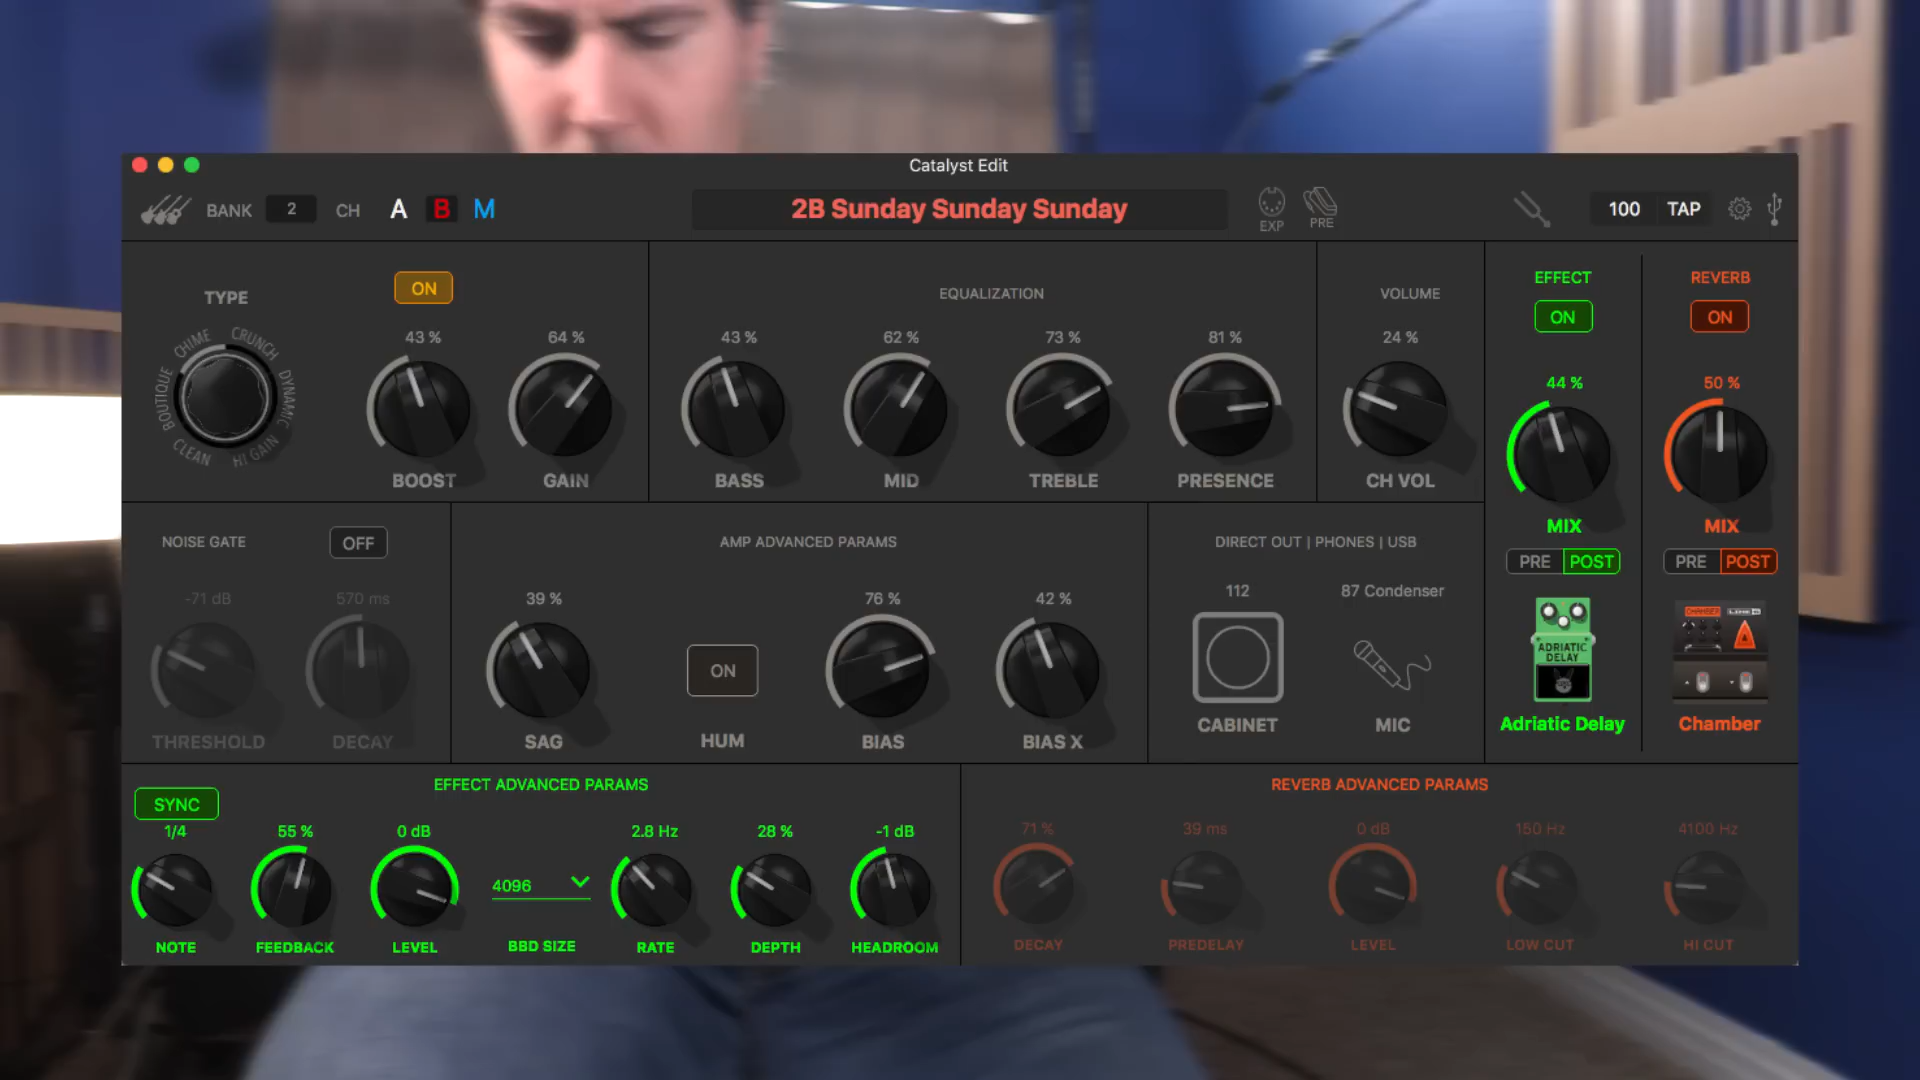 Catalyst Edit
BANK 2 CH A B M
2B Sunday Sunday Sunday
EXP PRE
100 TAP
TYPE
CHIME CRUNCH DYNAMIC HI GAIN CLEAN BOUTIQUE
ON
43 % 64 %
BOOST GAIN
EQUALIZATION
43 % 62 % 73 % 81 %
BASS MID TREBLE PRESENCE
VOLUME
24 %
CH VOL
EFFECT
ON
44 %
MIX
PRE POST
ADRIATIC
DELAY
Adriatic Delay
REVERB
ON
50 %
MIX
PRE POST
CHAMBER LINE 6
Chamber
NOISE GATE OFF
-71 dB 570 ms
THRESHOLD DECAY
AMP ADVANCED PARAMS
39 % ON 76 % 42 %
SAG HUM BIAS BIAS X
DIRECT OUT | PHONES | USB
112 87 Condenser
CABINET MIC
EFFECT ADVANCED PARAMS
SYNC
1/4 55 % 0 dB 4096 2.8 Hz 28 % -1 dB
NOTE FEEDBACK LEVEL BBD SIZE RATE DEPTH HEADROOM
REVERB ADVANCED PARAMS
71 % 39 ms 0 dB 150 Hz 4100 Hz
DECAY PREDELAY LEVEL LOW CUT HI CUT